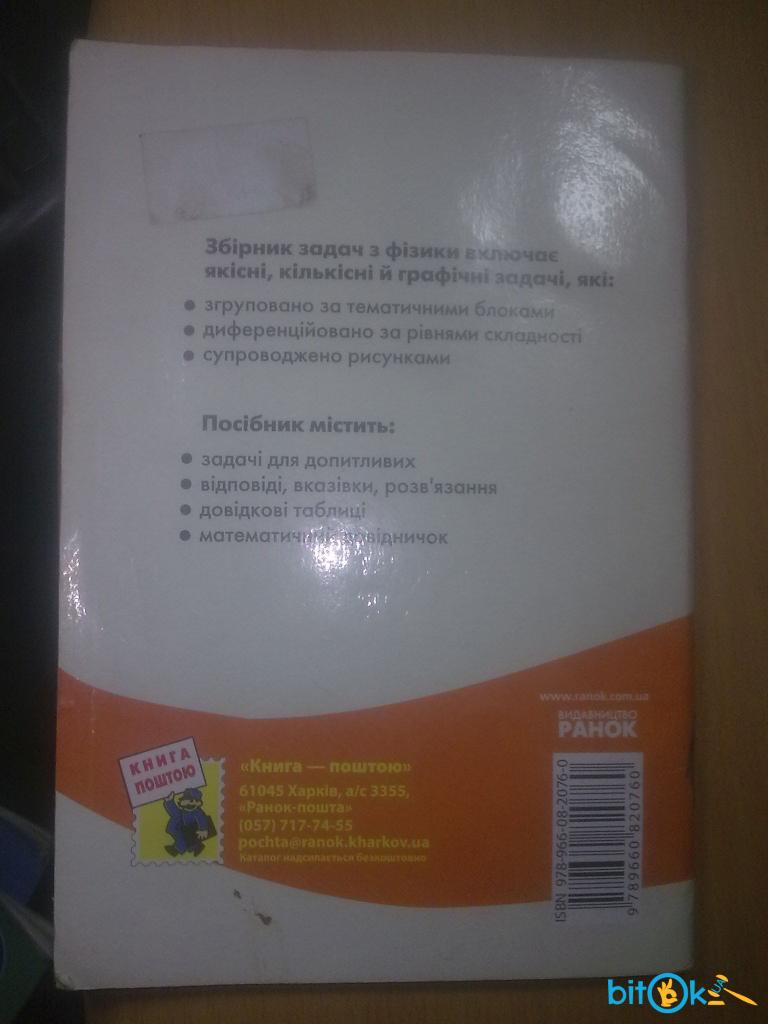 Збірник задач з фізики включає
якісні, кількісні й графічні задачі, які:
● згруповано за тематичними блоками
● диференційовано за рівнями складності
● супроводжено рисунками
Посібник містить:
● задачі для допитливих
● відповіді, вказівки, розв'язання
● довідкові таблиці
● математичний довідничок
www.ranok.com.ua
ВИДАВНИЦТВО
РАНОК
КНИГА
ПОШТОЮ
«Книга — поштою»
61045 Харків, а/с 3355,
«Ранок-пошта»
(057) 717-74-55
pochta@ranok.kharkov.ua
Каталог надсилається безкоштовно
ISBN 978-966-08-2076-0
9 789660 820760
bitOk UA